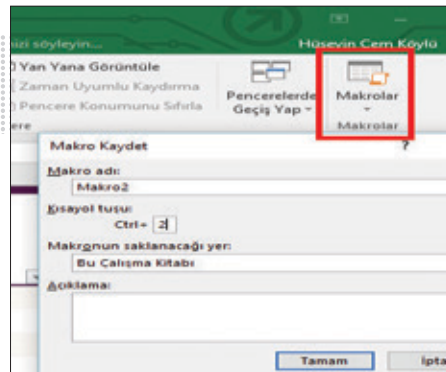 izi söyleyin...
Hüseyin Cem Köylü
Yan Yana Görüntüle
Zaman Uyumlu Kaydırma
Pencere Konumunu Sıfırla
ere
Pencerelerde
Geçiş Yap
Makrolar
Makrolar
Makro Kaydet
?
Makro adı:
Makro2
Kısayol tuşu:
Ctrl+ 2
Makronun saklanacağı yer:
Bu Çalışma Kitabı
Açıklama:
Tamam
İpta